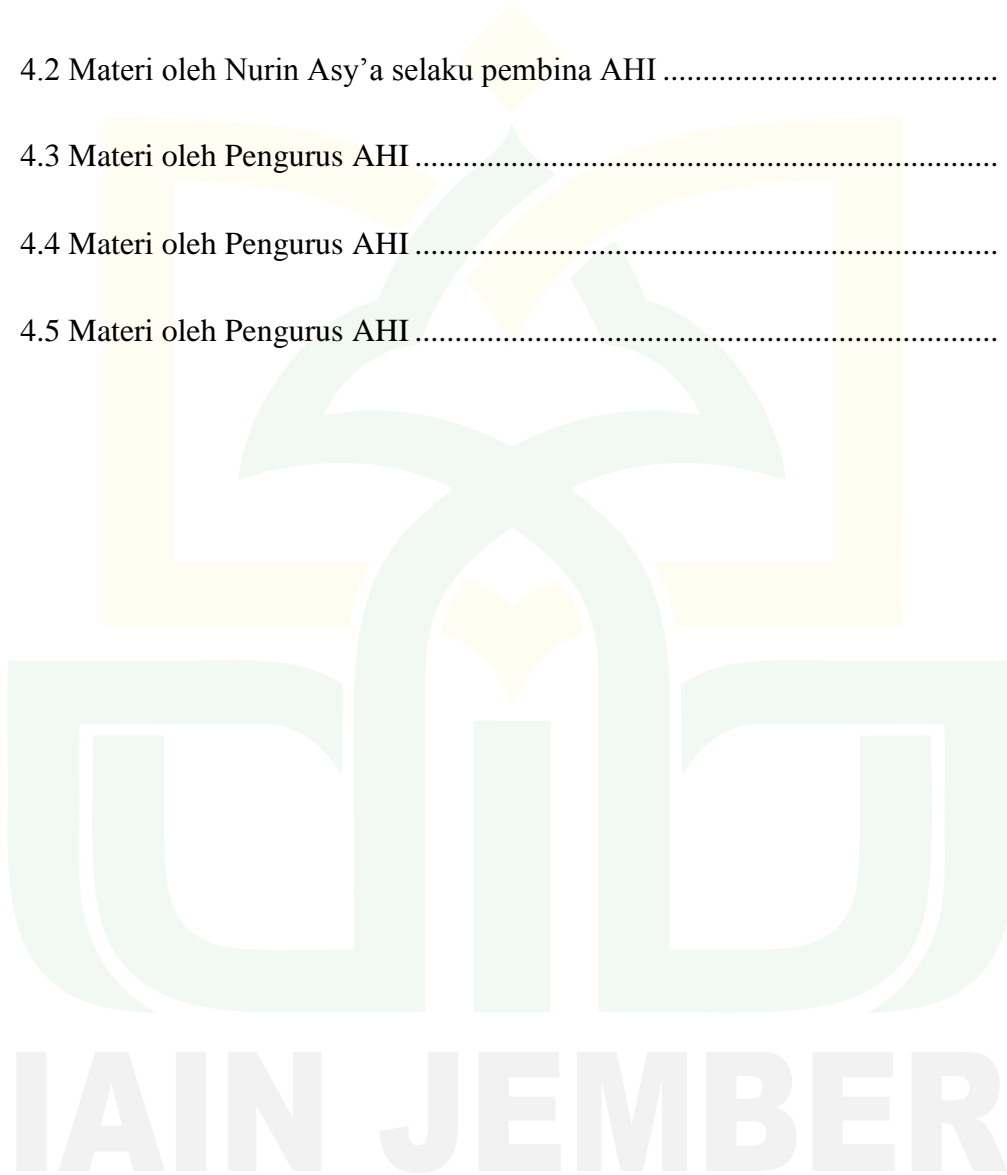 4.2 Materi oleh Nurin Asy’a selaku pembina AHI ..........................................
4.3 Materi oleh Pengurus AHI ..........................................................................
4.4 Materi oleh Pengurus AHI ..........................................................................
4.5 Materi oleh Pengurus AHI ..........................................................................
IAIN JEMBER